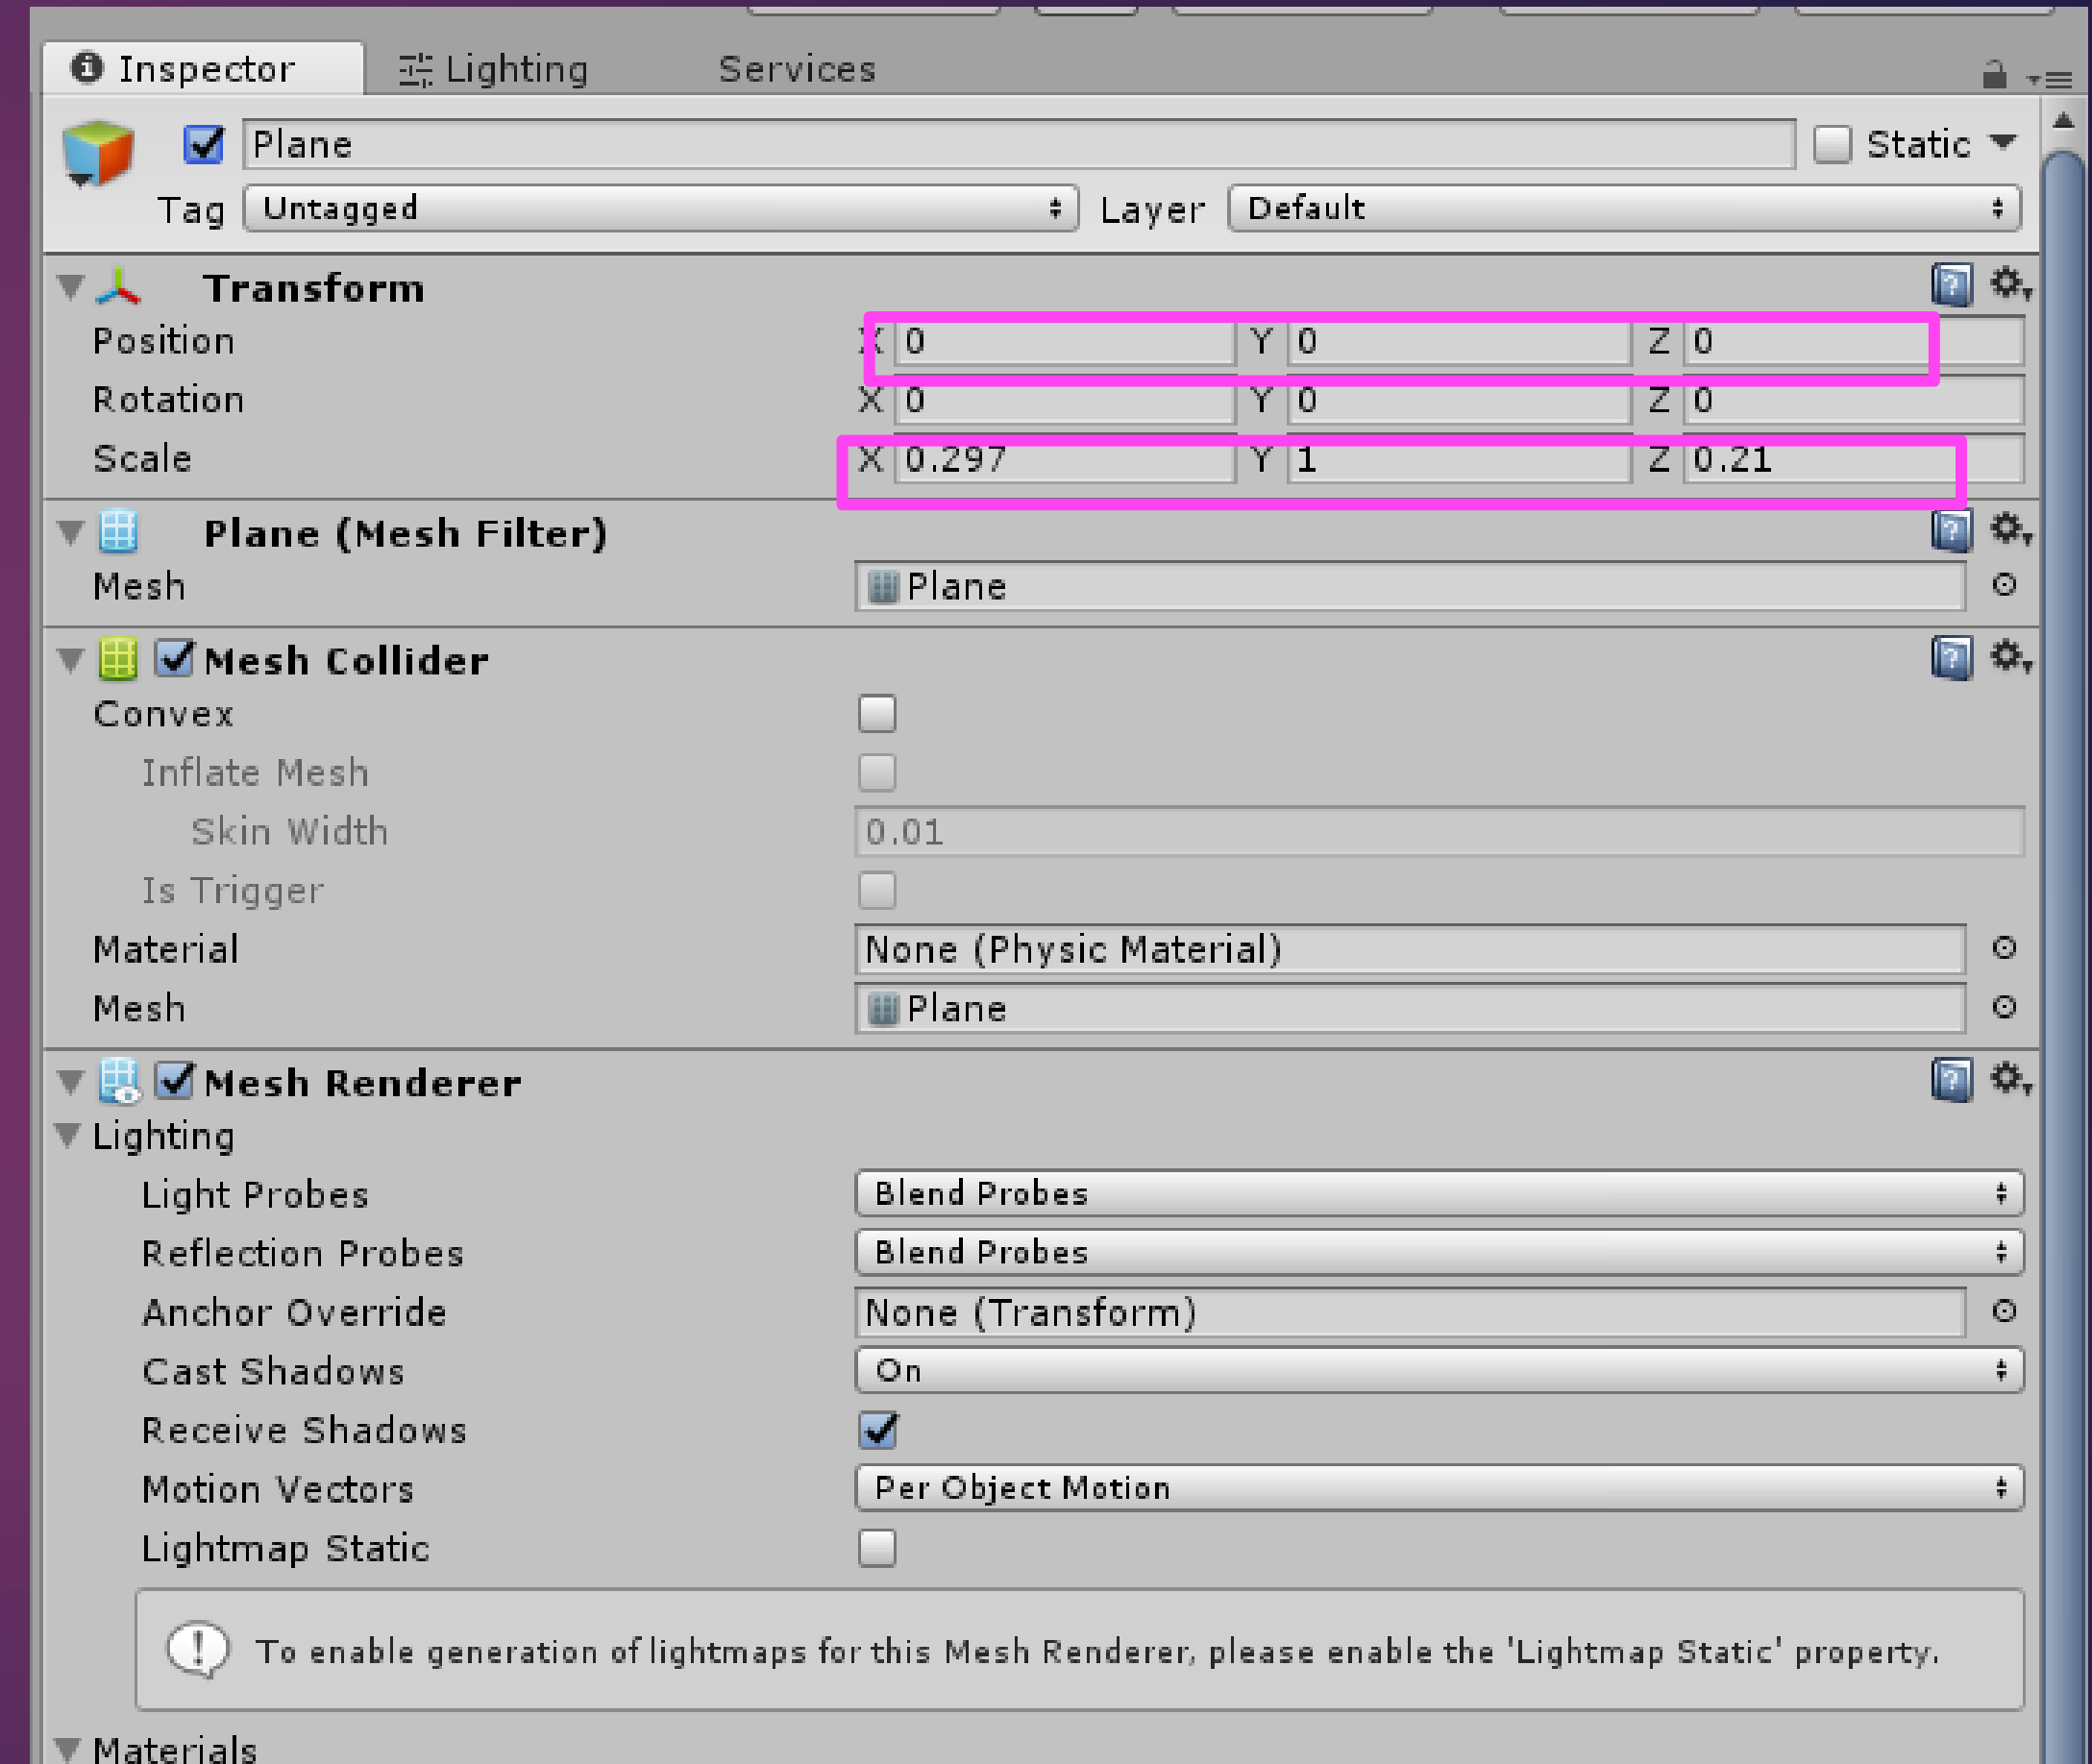 Inspector Lighting Services
Plane Static
Tag Untagged Layer Default
Transform
Position X 0 Y 0 Z 0
Rotation X 0 Y 0 Z 0
Scale X 0.297 Y 1 Z 0.21
Plane (Mesh Filter)
Mesh Plane
Mesh Collider
Convex
Inflate Mesh
Skin Width 0.01
Is Trigger
Material None (Physic Material)
Mesh Plane
Mesh Renderer
Lighting
Light Probes Blend Probes
Reflection Probes Blend Probes
Anchor Override None (Transform)
Cast Shadows On
Receive Shadows
Motion Vectors Per Object Motion
Lightmap Static
To enable generation of lightmaps for this Mesh Renderer, please enable the 'Lightmap Static' property.
Materials